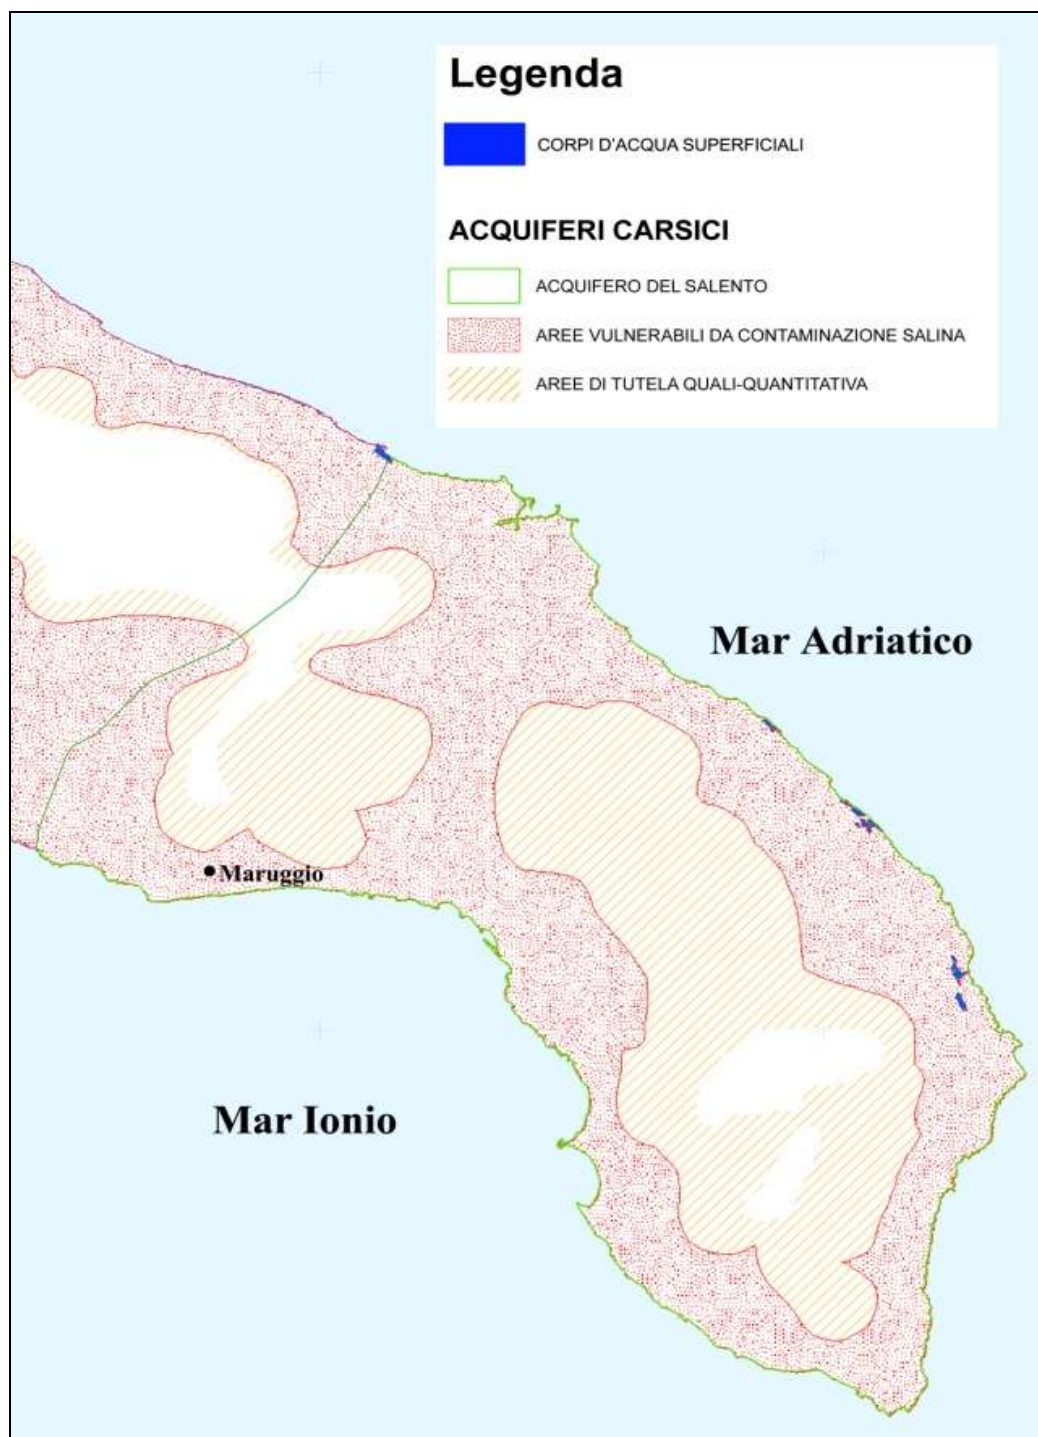 Legenda
CORPI D'ACQUA SUPERFICIALI
ACQUIFERI CARSICI
ACQUIFERO DEL SALENTO
AREE VULNERABILI DA CONTAMINAZIONE SALINA
AREE DI TUTELA QUALI-QUANTITATIVA
Mar Adriatico
Maruggio
Mar Ionio